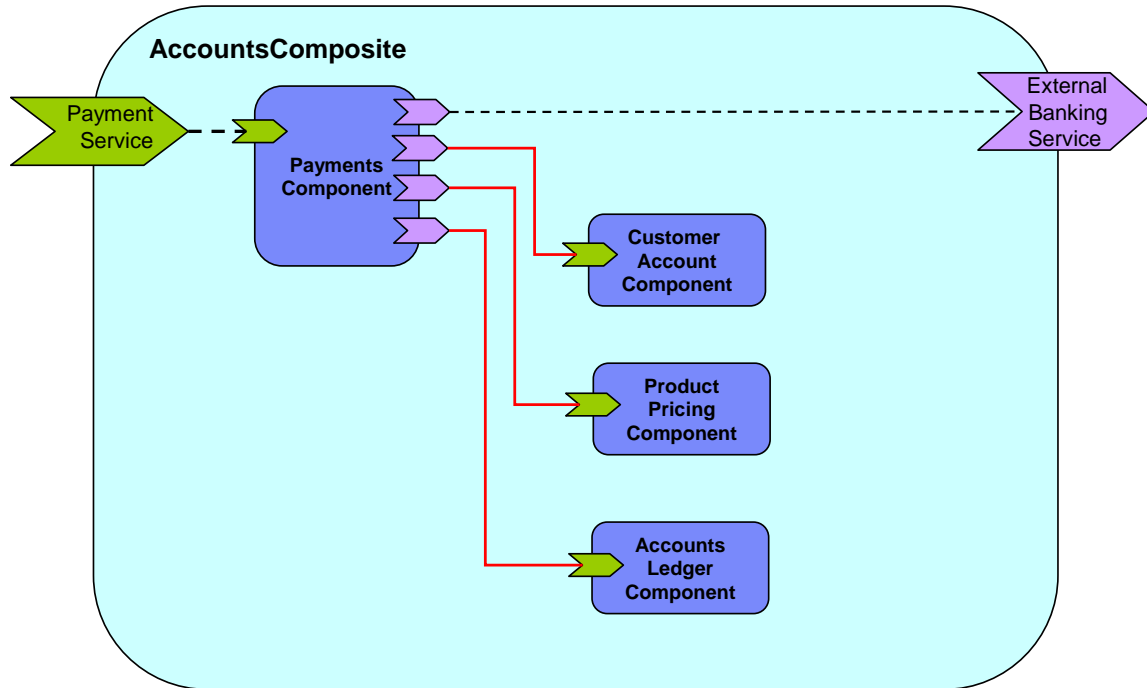 AccountsComposite
Payment
Service
Payments
Component
External
Banking
Service
Customer
Account
Component
Product
Pricing
Component
Accounts
Ledger
Component